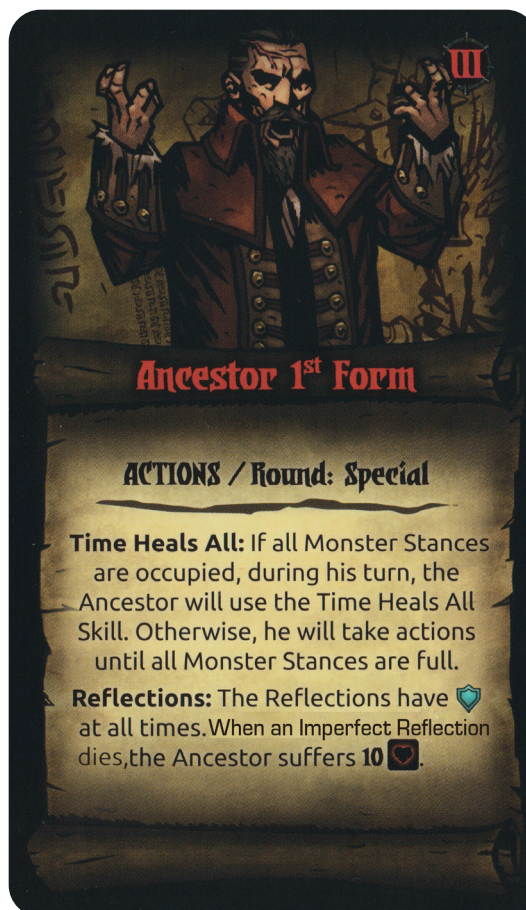 III
Ancestor 1st Form
ACTIONS / Round: Special
Time Heals All: If all Monster Stances
are occupied, during his turn, the
Ancestor will use the Time Heals All
Skill. Otherwise, he will take actions
until all Monster Stances are full.
Reflections: The Reflections have
at all times.When an Imperfect Reflection
dies,the Ancestor suffers 10 .